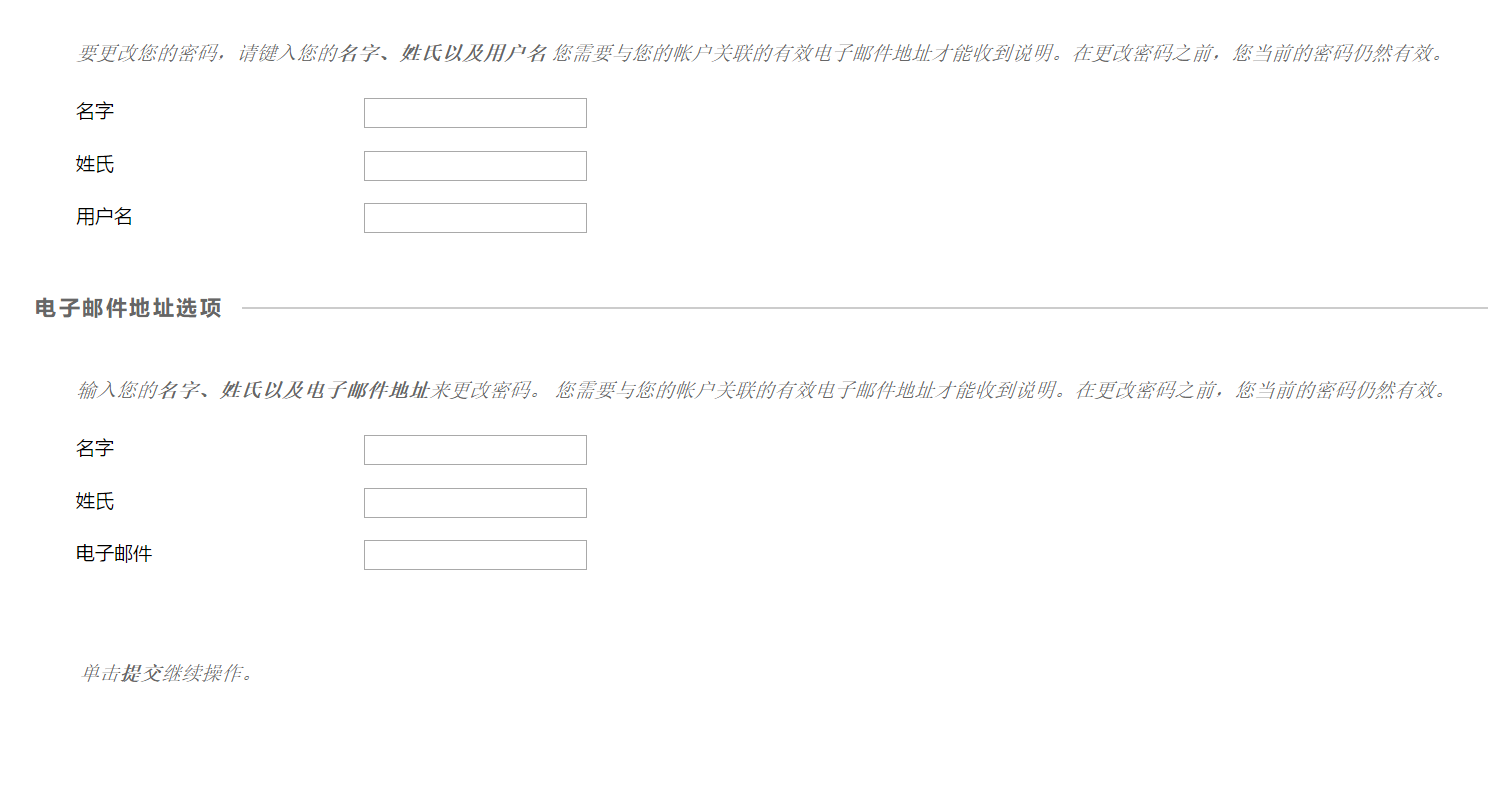 要更改您的密码，请键入您的名字、姓氏以及用户名 您需要与您的帐户关联的有效电子邮件地址才能收到说明。在更改密码之前，您当前的密码仍然有效。
名字
姓氏
用户名
电子邮件地址选项
输入您的名字、姓氏以及电子邮件地址来更改密码。 您需要与您的帐户关联的有效电子邮件地址才能收到说明。在更改密码之前，您当前的密码仍然有效。
名字
姓氏
电子邮件
单击提交继续操作。